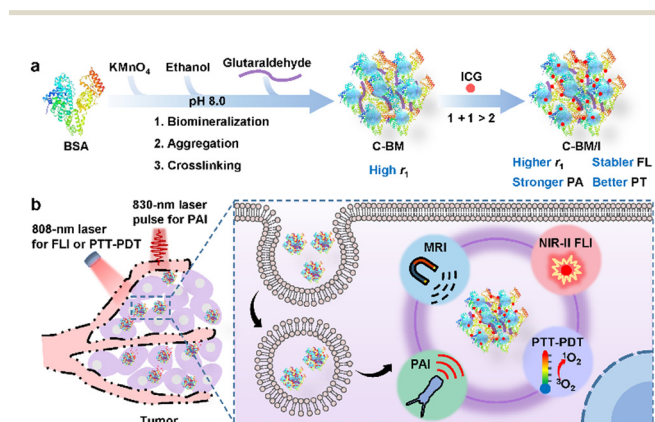 a
KMnO₄ Ethanol Glutaraldehyde
pH 8.0
BSA
1. Biomineralization
2. Aggregation
3. Crosslinking
C-BM
High r₁
ICG
1 + 1 > 2
C-BM/I
Higher r₁ Stabler FL
Stronger PA Better PT
b
830-nm laser
pulse for PAI
808-nm laser
for FLI or PTT-PDT
Tumor
MRI
NIR-II FLI
PAI
PTT-PDT
¹O₂
³O₂